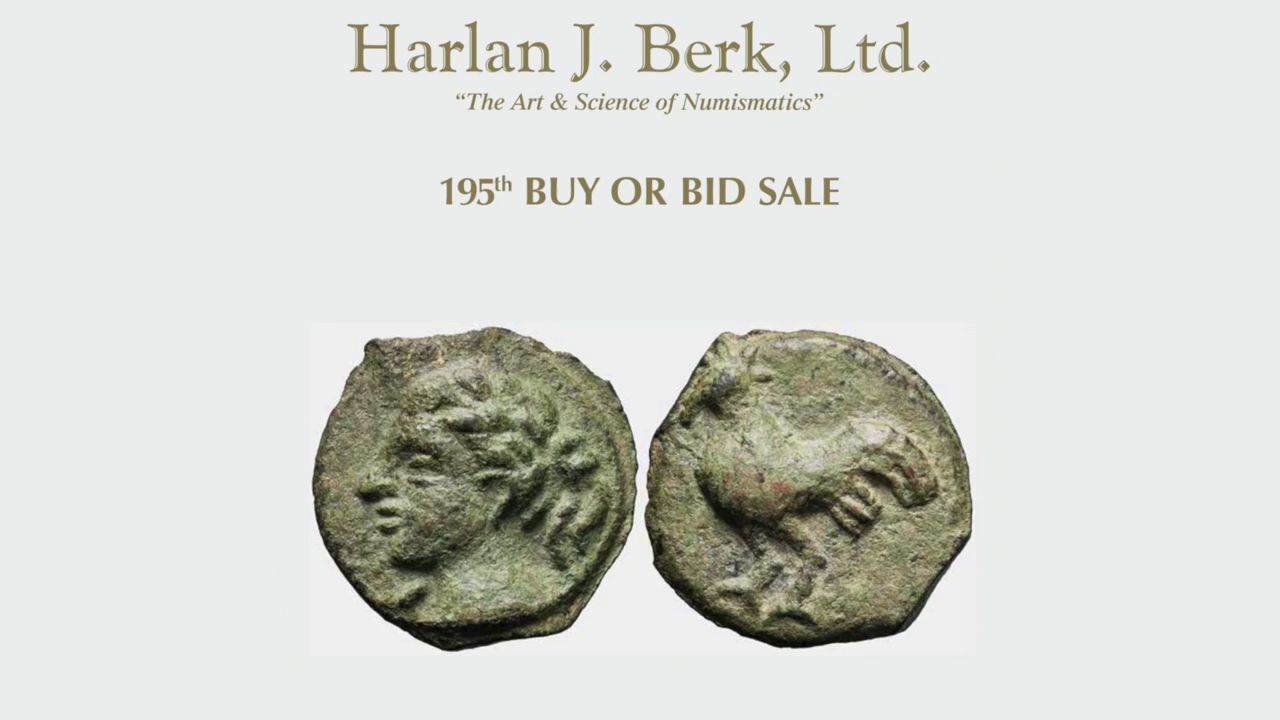 Harlan J. Berk, Ltd.
“The Art & Science of Numismatics”
195th BUY OR BID SALE